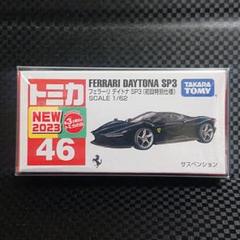 トミカ
FERRARI DAYTONA SP3
フェラーリ デイトナ SP3 (初回特別仕様)
SCALE 1/62
TAKARA
TOMY
NEW
2023
46
サスペンション